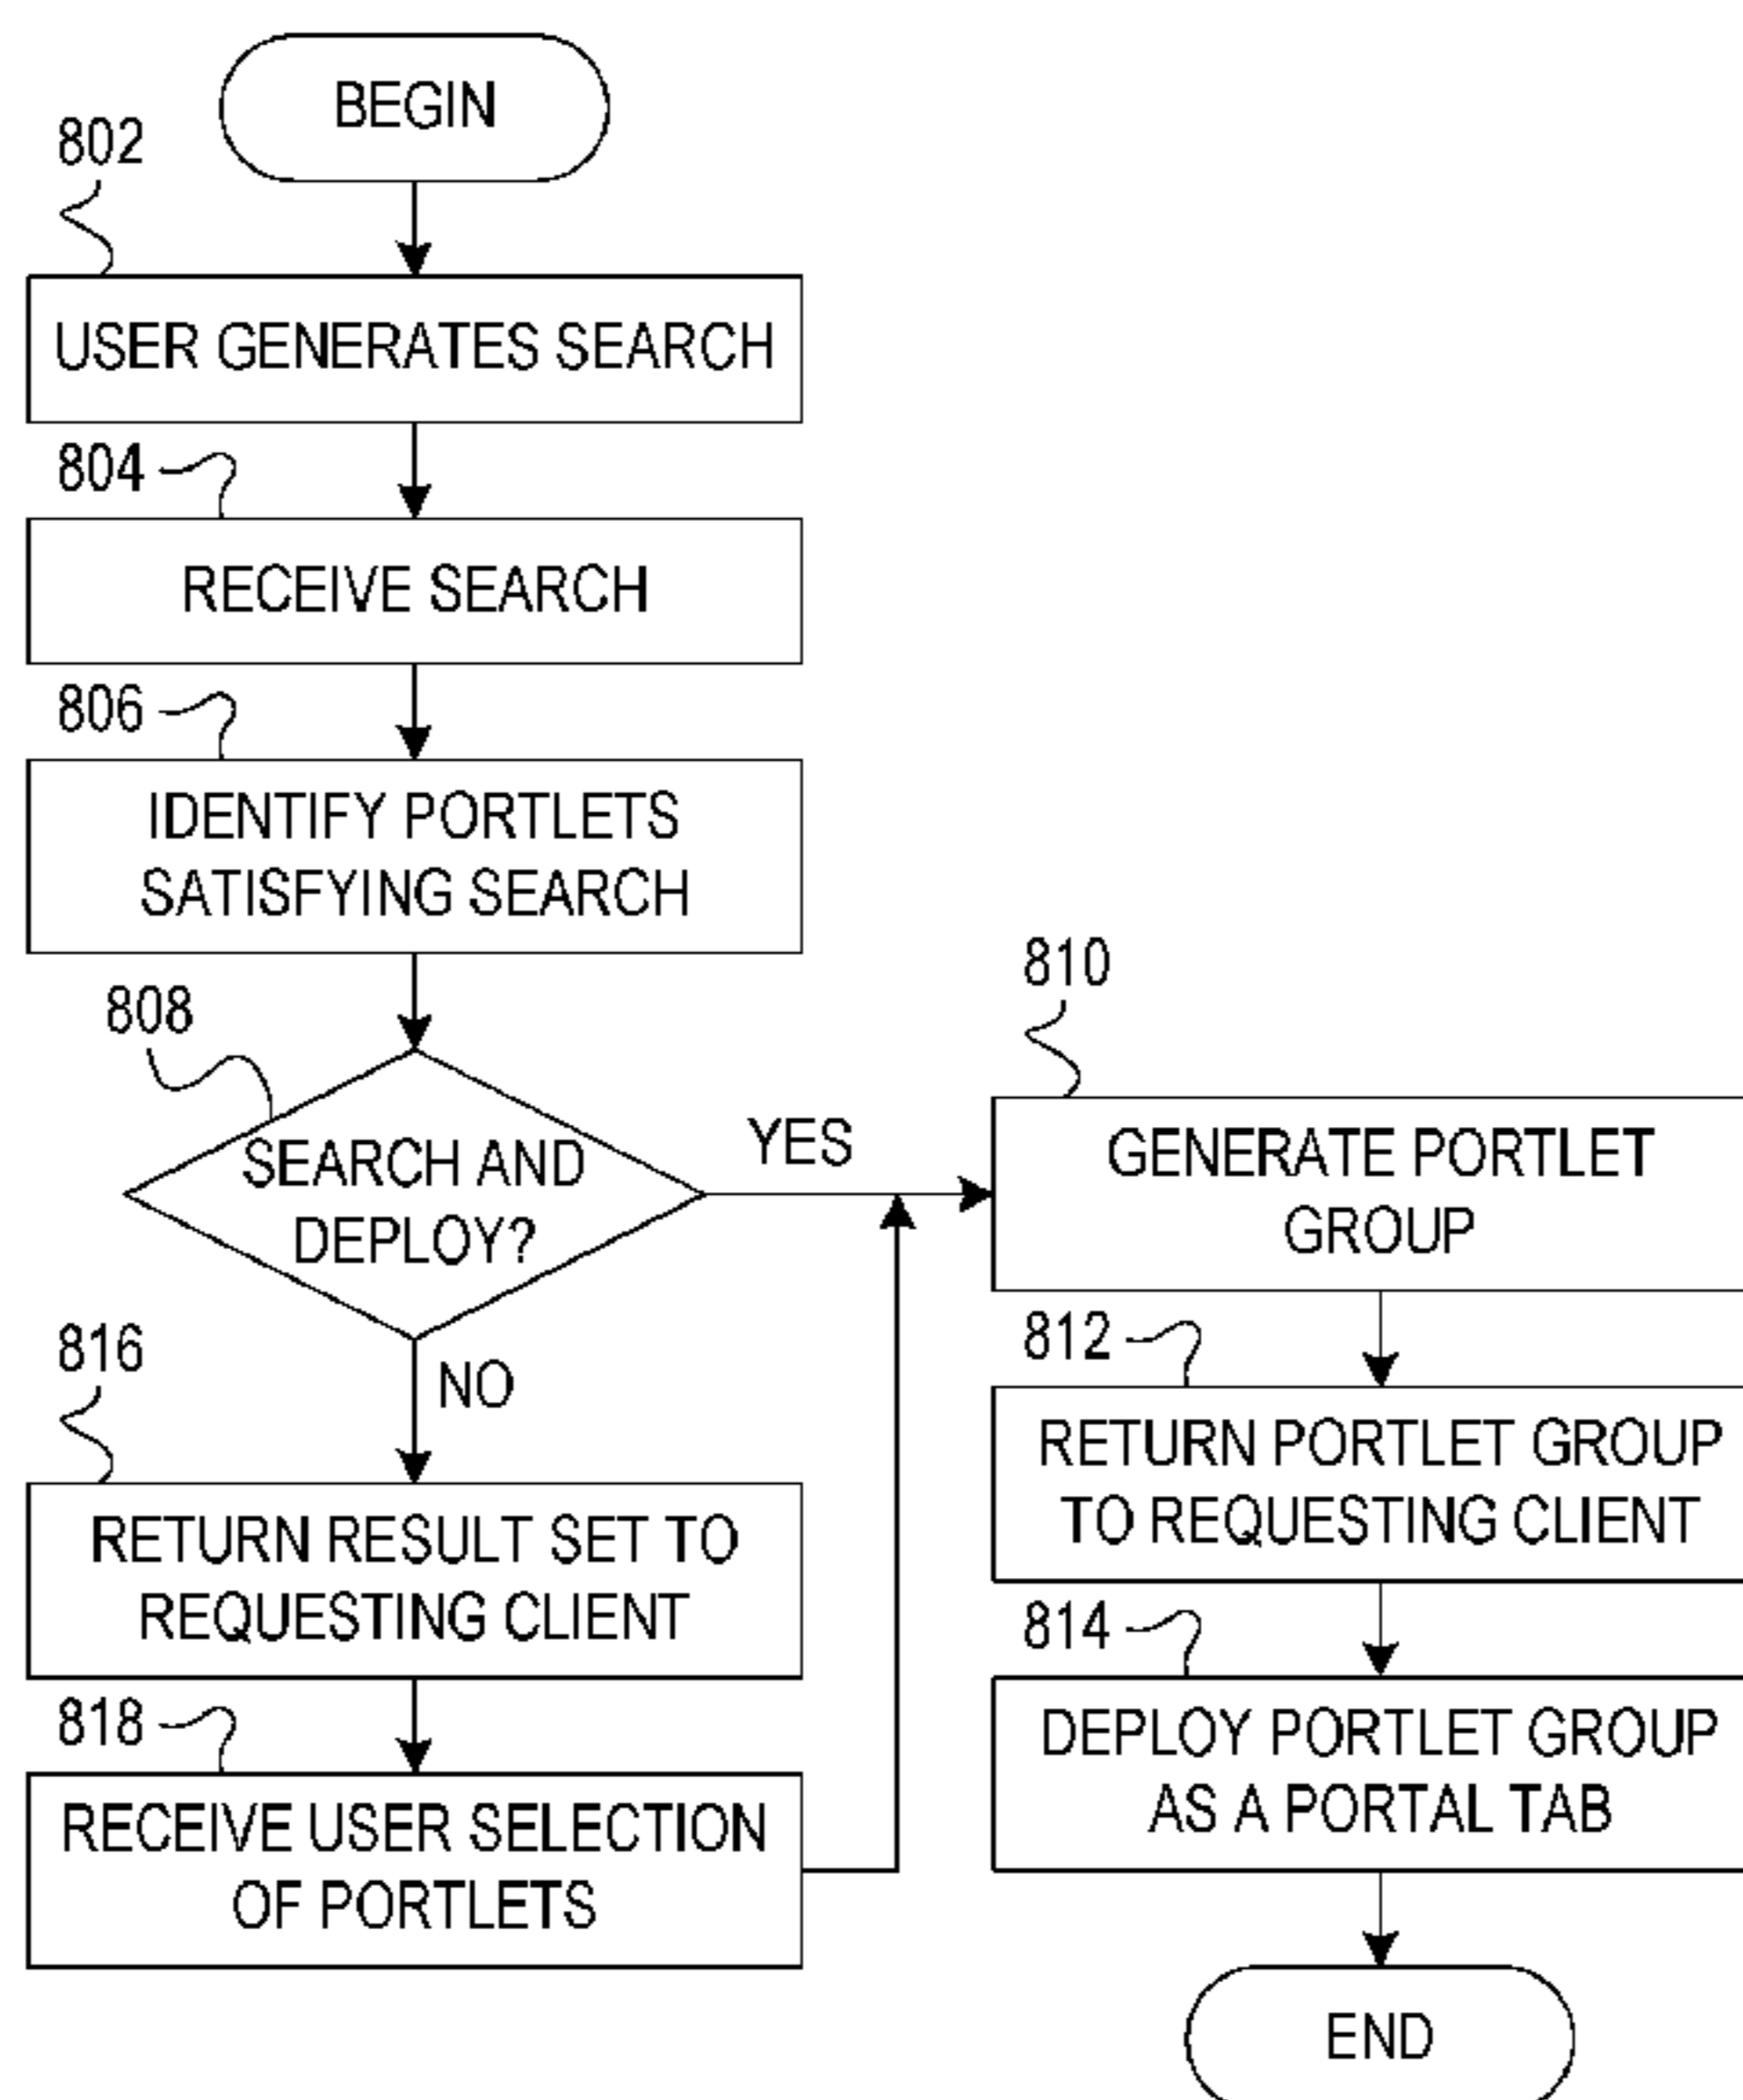 BEGIN
802
USER GENERATES SEARCH
804
RECEIVE SEARCH
806
IDENTIFY PORTLETS
SATISFYING SEARCH
808
SEARCH AND
DEPLOY?
YES
NO
816
RETURN RESULT SET TO
REQUESTING CLIENT
818
RECEIVE USER SELECTION
OF PORTLETS
810
GENERATE PORTLET
GROUP
812
RETURN PORTLET GROUP
TO REQUESTING CLIENT
814
DEPLOY PORTLET GROUP
AS A PORTAL TAB
END